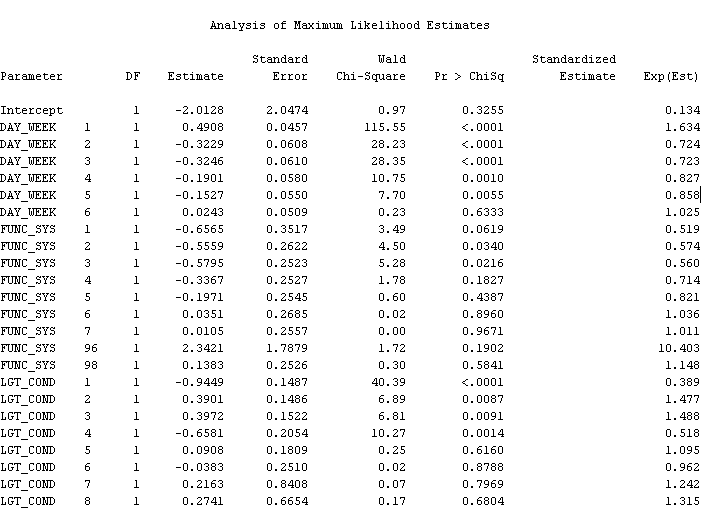 Analysis of Maximum Likelihood Estimates
Standard Wald Standardized
Parameter DF Estimate Error Chi-Square Pr > ChiSq Estimate Exp(Est)
Intercept 1 -2.0128 2.0474 0.97 0.3255 0.134
DAY_WEEK 1 1 0.4908 0.0457 115.55 <.0001 1.634
DAY_WEEK 2 1 -0.3229 0.0608 28.23 <.0001 0.724
DAY_WEEK 3 1 -0.3246 0.0610 28.35 <.0001 0.723
DAY_WEEK 4 1 -0.1901 0.0580 10.75 0.0010 0.827
DAY_WEEK 5 1 -0.1527 0.0550 7.70 0.0055 0.858
DAY_WEEK 6 1 0.0243 0.0509 0.23 0.6333 1.025
FUNC_SYS 1 1 -0.6565 0.3517 3.49 0.0619 0.519
FUNC_SYS 2 1 -0.5559 0.2622 4.50 0.0340 0.574
FUNC_SYS 3 1 -0.5795 0.2523 5.28 0.0216 0.560
FUNC_SYS 4 1 -0.3367 0.2527 1.78 0.1827 0.714
FUNC_SYS 5 1 -0.1971 0.2545 0.60 0.4387 0.821
FUNC_SYS 6 1 0.0351 0.2685 0.02 0.8960 1.036
FUNC_SYS 7 1 0.0105 0.2557 0.00 0.9671 1.011
FUNC_SYS 96 1 2.3421 1.7879 1.72 0.1902 10.403
FUNC_SYS 98 1 0.1383 0.2526 0.30 0.5841 1.148
LGT_COND 1 1 -0.9449 0.1487 40.39 <.0001 0.389
LGT_COND 2 1 0.3901 0.1486 6.89 0.0087 1.477
LGT_COND 3 1 0.3972 0.1522 6.81 0.0091 1.488
LGT_COND 4 1 -0.6581 0.2054 10.27 0.0014 0.518
LGT_COND 5 1 0.0908 0.1809 0.25 0.6160 1.095
LGT_COND 6 1 -0.0383 0.2510 0.02 0.8788 0.962
LGT_COND 7 1 0.2163 0.8408 0.07 0.7969 1.242
LGT_COND 8 1 0.2741 0.6654 0.17 0.6804 1.315